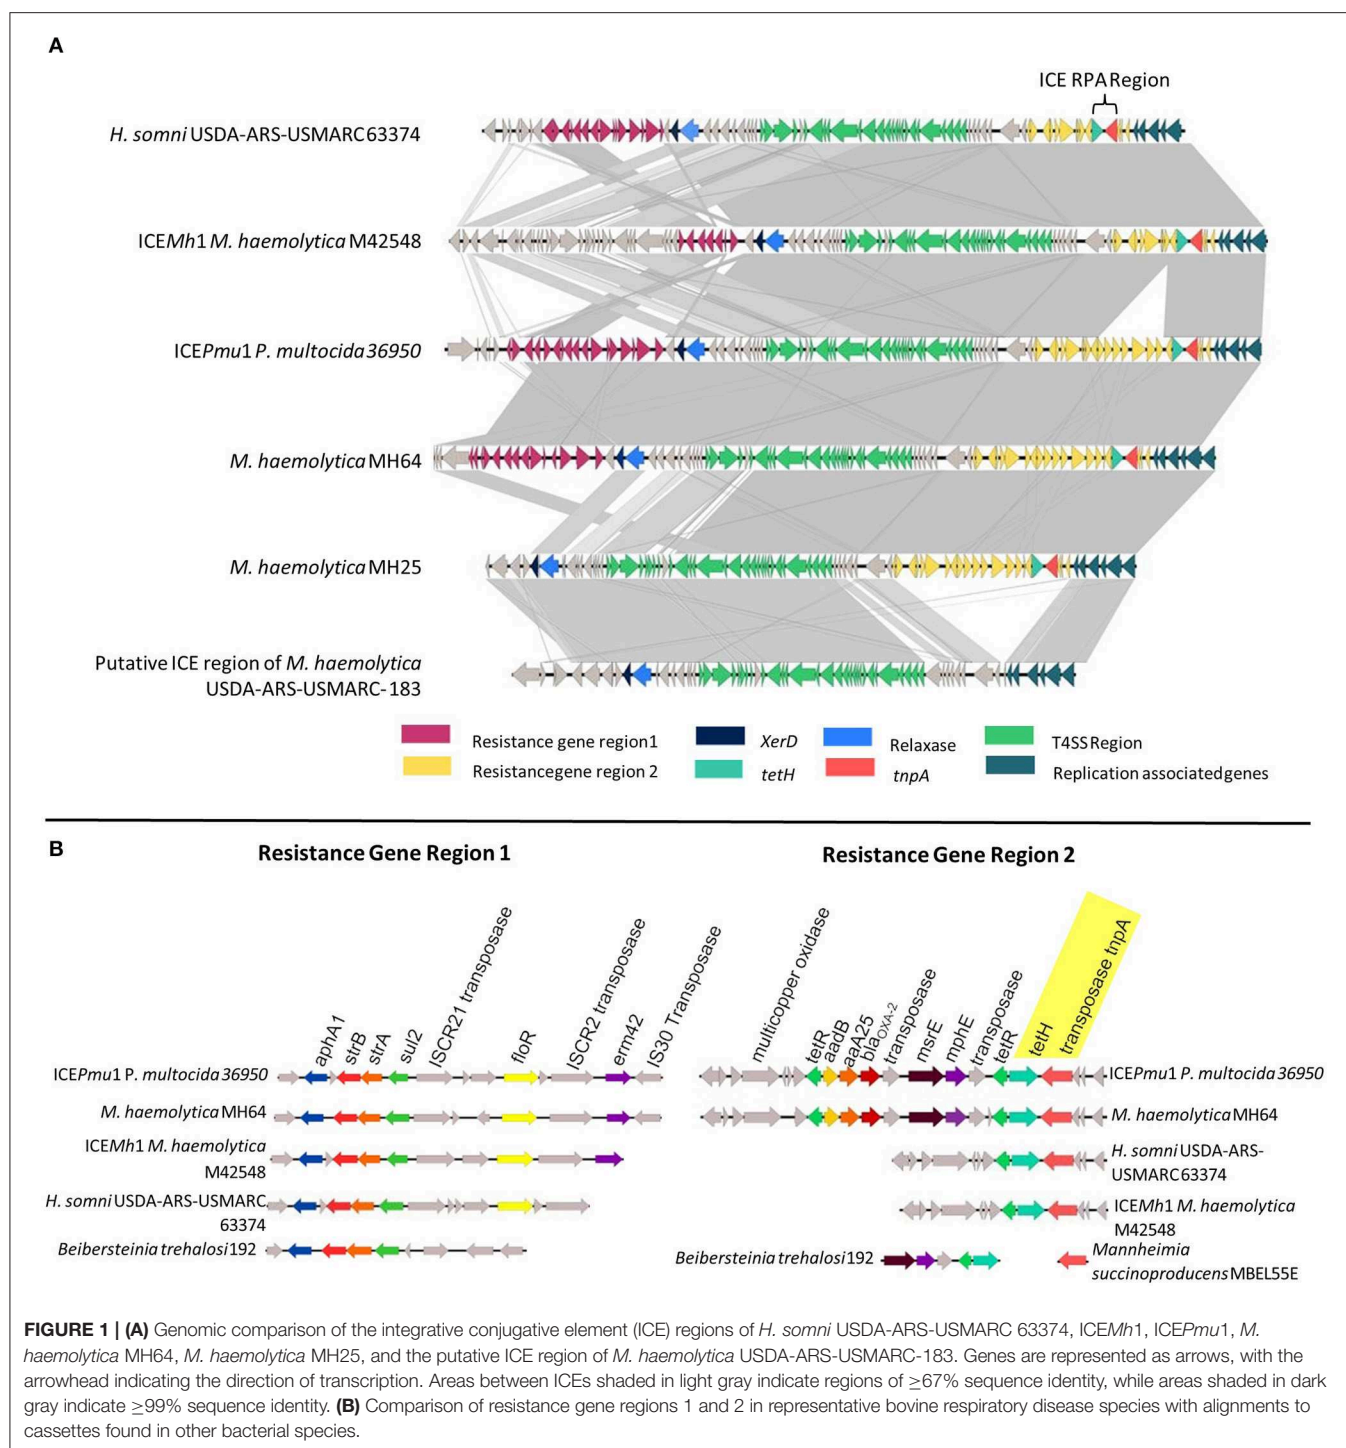 A
ICE RPA Region
H. somni USDA-ARS-USMARC63374
ICEMh1 M. haemolytica M42548
ICEPmu1 P. multocida 36950
M. haemolytica MH64
M. haemolytica MH25
Putative ICE region of M. haemolytica
USDA-ARS-USMARC-183
Resistance gene region1
XerD
Relaxase
T4SS Region
Resistance gene region 2
tetH
tnpA
Replication associated genes
B
Resistance Gene Region 1
Resistance Gene Region 2
aphA1
strB
strA
sul2
ISCR21 transposase
floR
ISCR2 transposase
erm42
IS30 Transposase
multicopper oxidase
tetR
aadB
aaA25
blaOXA-2
transposase
msrE
mphE
transposase
tetR
tetH
transposase tnpA
ICEPmu1 P. multocida 36950
ICEPmu1 P. multocida 36950
M. haemolytica MH64
M. haemolytica MH64
ICEMh1 M. haemolytica
M42548
H. somni USDA-ARS-
USMARC63374
H. somni USDA-ARS-USMARC
63374
ICEMh1 M. haemolytica
M42548
Beibersteinia trehalosi 192
Beibersteinia trehalosi 192
Mannheimia
succinoproducens MBEL55E
FIGURE 1 | (A) Genomic comparison of the integrative conjugative element (ICE) regions of H. somni USDA-ARS-USMARC 63374, ICEMh1, ICEPmu1, M.
haemolytica MH64, M. haemolytica MH25, and the putative ICE region of M. haemolytica USDA-ARS-USMARC-183. Genes are represented as arrows, with the
arrowhead indicating the direction of transcription. Areas between ICEs shaded in light gray indicate regions of ≥67% sequence identity, while areas shaded in dark
gray indicate ≥99% sequence identity. (B) Comparison of resistance gene regions 1 and 2 in representative bovine respiratory disease species with alignments to
cassettes found in other bacterial species.